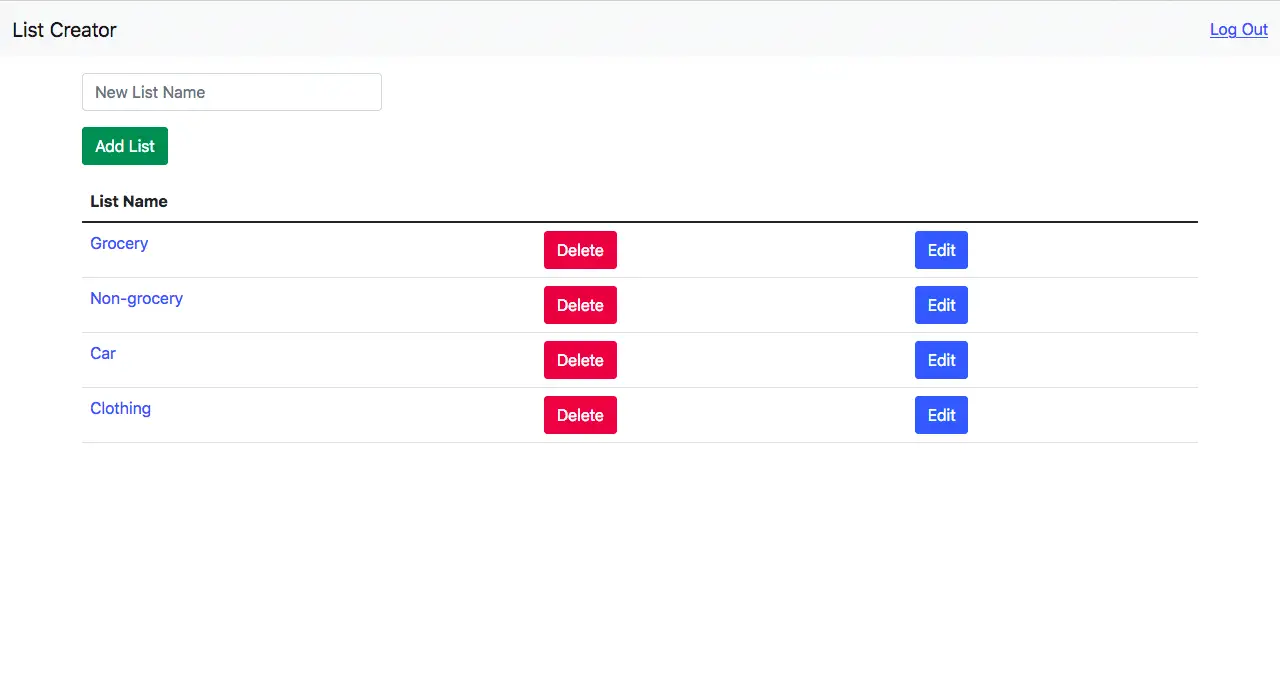 List Creator Log Out
New List Name
Add List
List Name
Grocery Delete Edit
Non-grocery Delete Edit
Car Delete Edit
Clothing Delete Edit